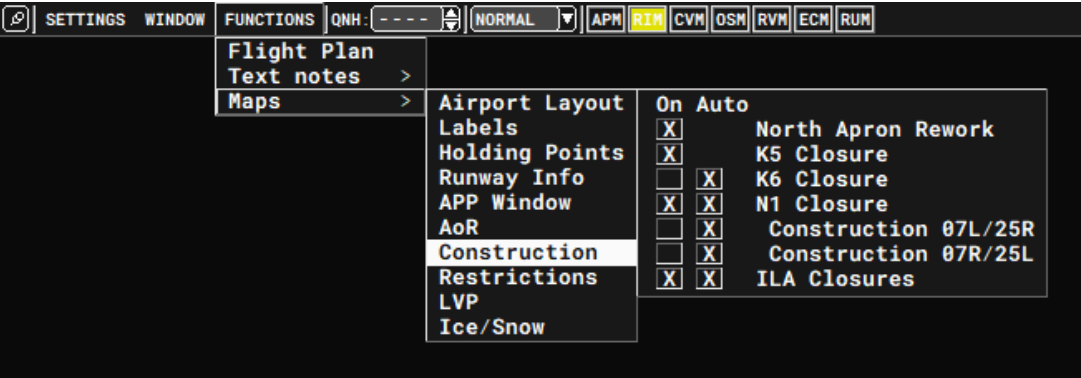 SETTINGS WINDOW FUNCTIONS QNH: ---- NORMAL APM RIM CVM OSM RVM ECM RUM
Flight Plan
Text notes >
Maps >
Airport Layout
Labels
Holding Points
Runway Info
APP Window
AoR
Construction
Restrictions
LVP
Ice/Snow
On Auto
X North Apron Rework
X K5 Closure
X K6 Closure
X X N1 Closure
X Construction 07L/25R
X Construction 07R/25L
X X ILA Closures